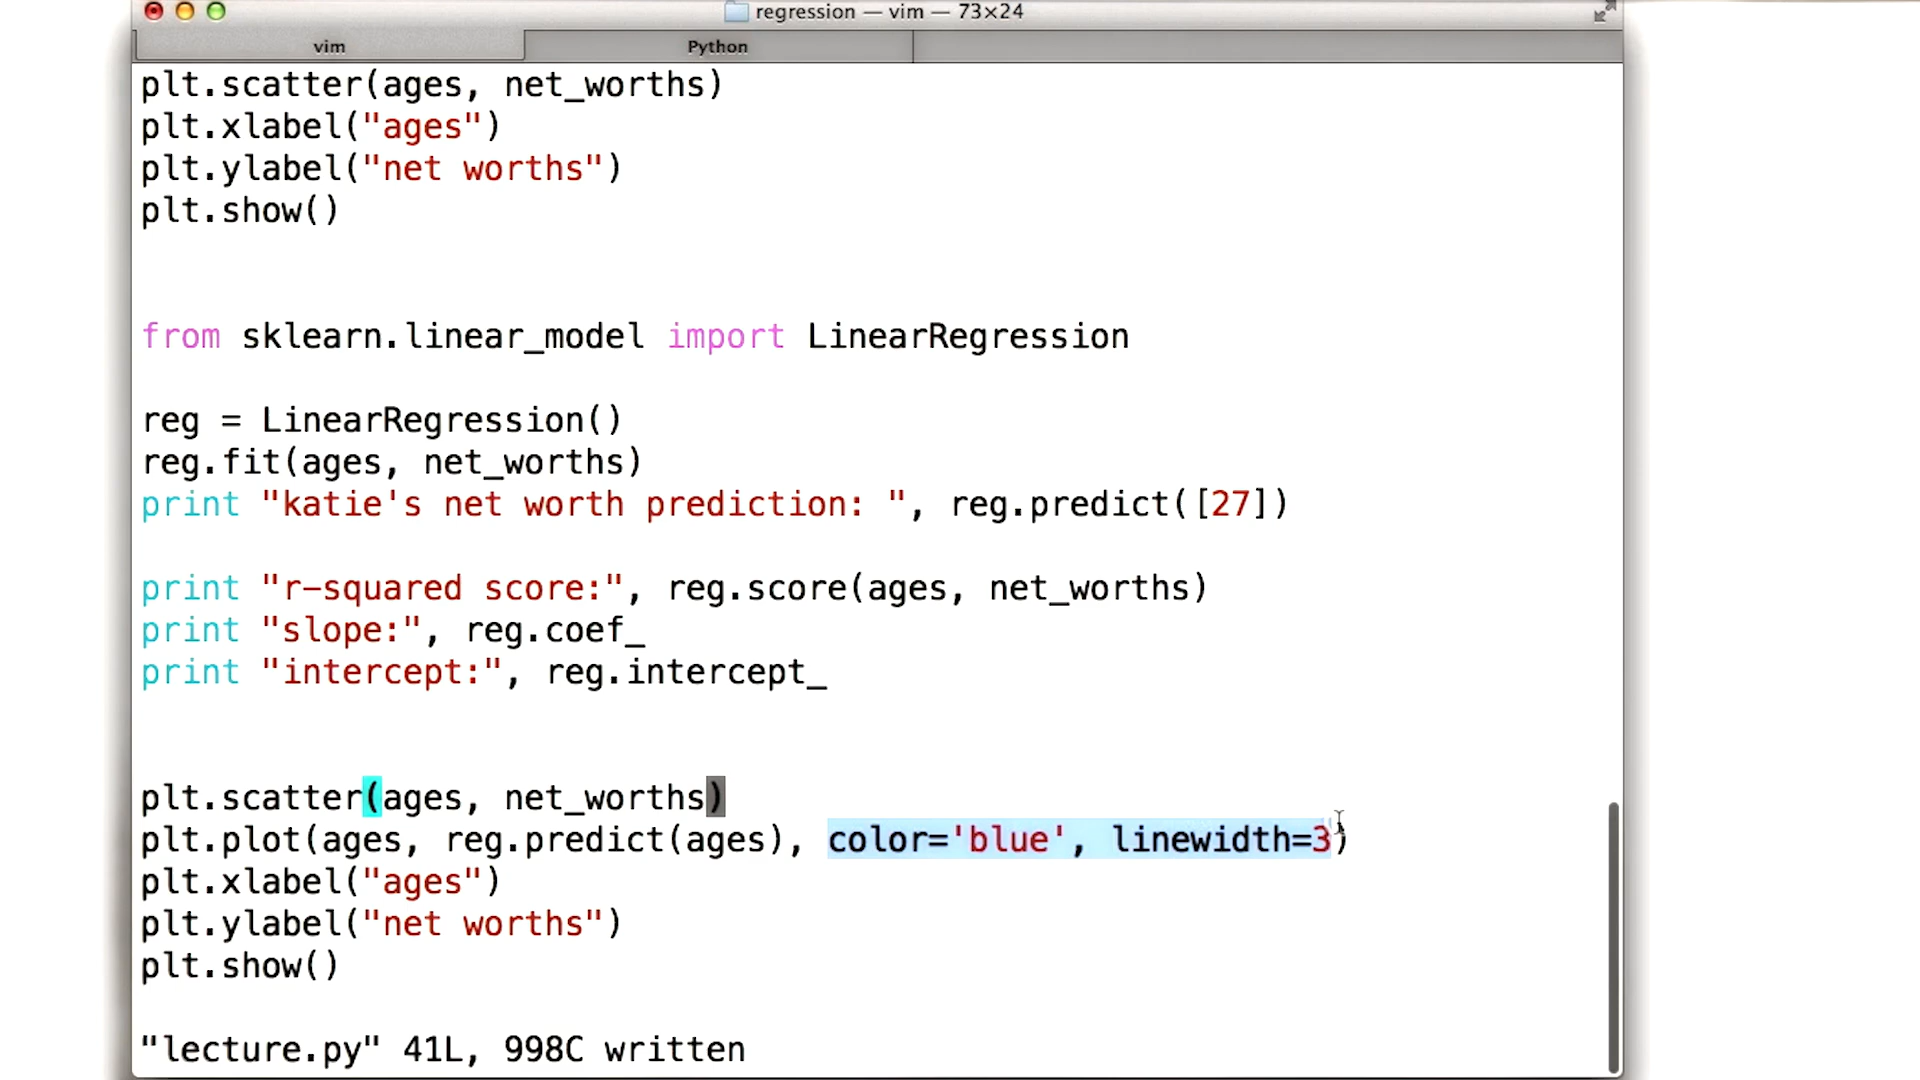 regression — vim — 73×24
vim
Python
plt.scatter(ages, net_worths)
plt.xlabel("ages")
plt.ylabel("net worths")
plt.show()
from sklearn.linear_model import LinearRegression
reg = LinearRegression()
reg.fit(ages, net_worths)
print "katie's net worth prediction: ", reg.predict([27])
print "r-squared score:", reg.score(ages, net_worths)
print "slope:", reg.coef_
print "intercept:", reg.intercept_
plt.scatter(ages, net_worths)
plt.plot(ages, reg.predict(ages), color='blue', linewidth=3)
plt.xlabel("ages")
plt.ylabel("net worths")
plt.show()
"lecture.py" 41L, 998C written